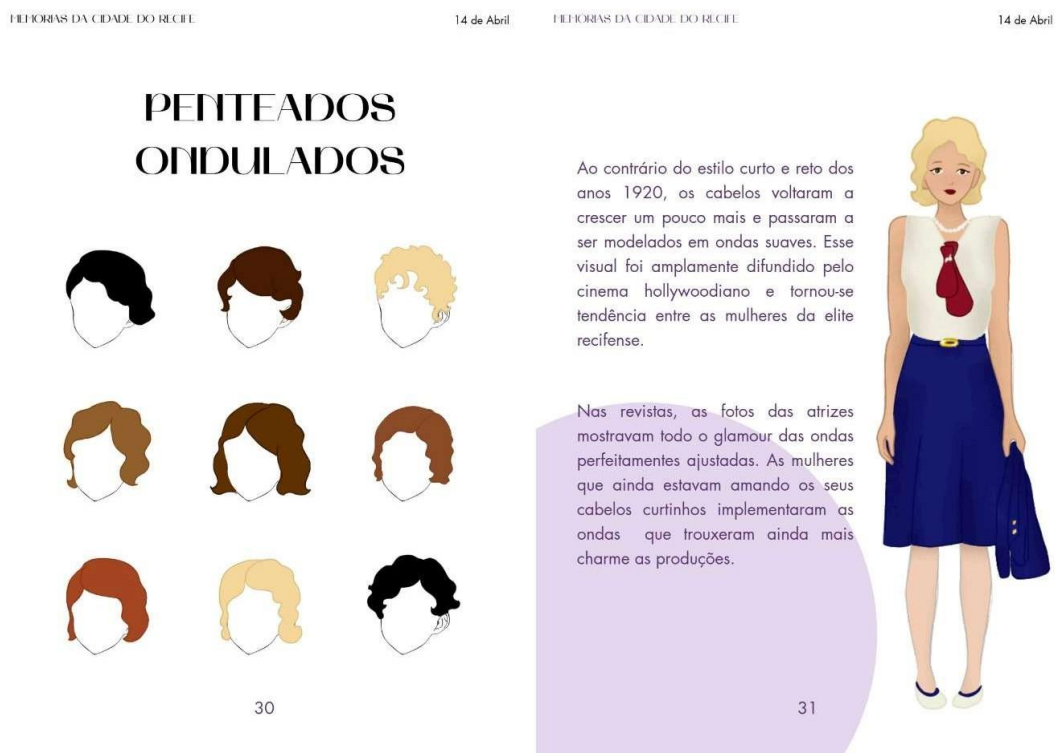 MEMORIAS DA CIDADE DO RECIFE
14 de Abril
PENTEADOS
ONDULADOS
30
MEMORIAS DA CIDADE DO RECIFE
14 de Abril
Ao contrário do estilo curto e reto dos
anos 1920, os cabelos voltaram a
crescer um pouco mais e passaram a
ser modelados em ondas suaves. Esse
visual foi amplamente difundido pelo
cinema hollywoodiano e tornou-se
tendência entre as mulheres da elite
recifense.
Nas revistas, as fotos das atrizes
mostravam todo o glamour das ondas
perfeitamentes ajustadas. As mulheres
que ainda estavam amando os seus
cabelos curtinhos implementaram as
ondas que trouxeram ainda mais
charme as produções.
31